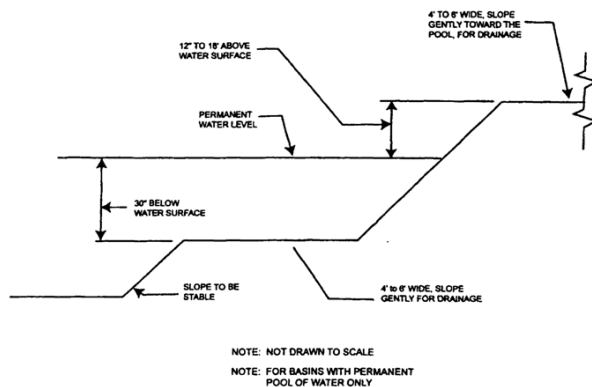 4' TO 6' WIDE, SLOPE
GENTLY TOWARD THE
POOL, FOR DRAINAGE
12" TO 18' ABOVE
WATER SURFACE
PERMANENT
WATER LEVEL
30" BELOW
WATER SURFACE
SLOPE TO BE
STABLE
4' to 6' WIDE, SLOPE
GENTLY FOR DRAINAGE
NOTE: NOT DRAWN TO SCALE
NOTE: FOR BASINS WITH PERMANENT
POOL OF WATER ONLY